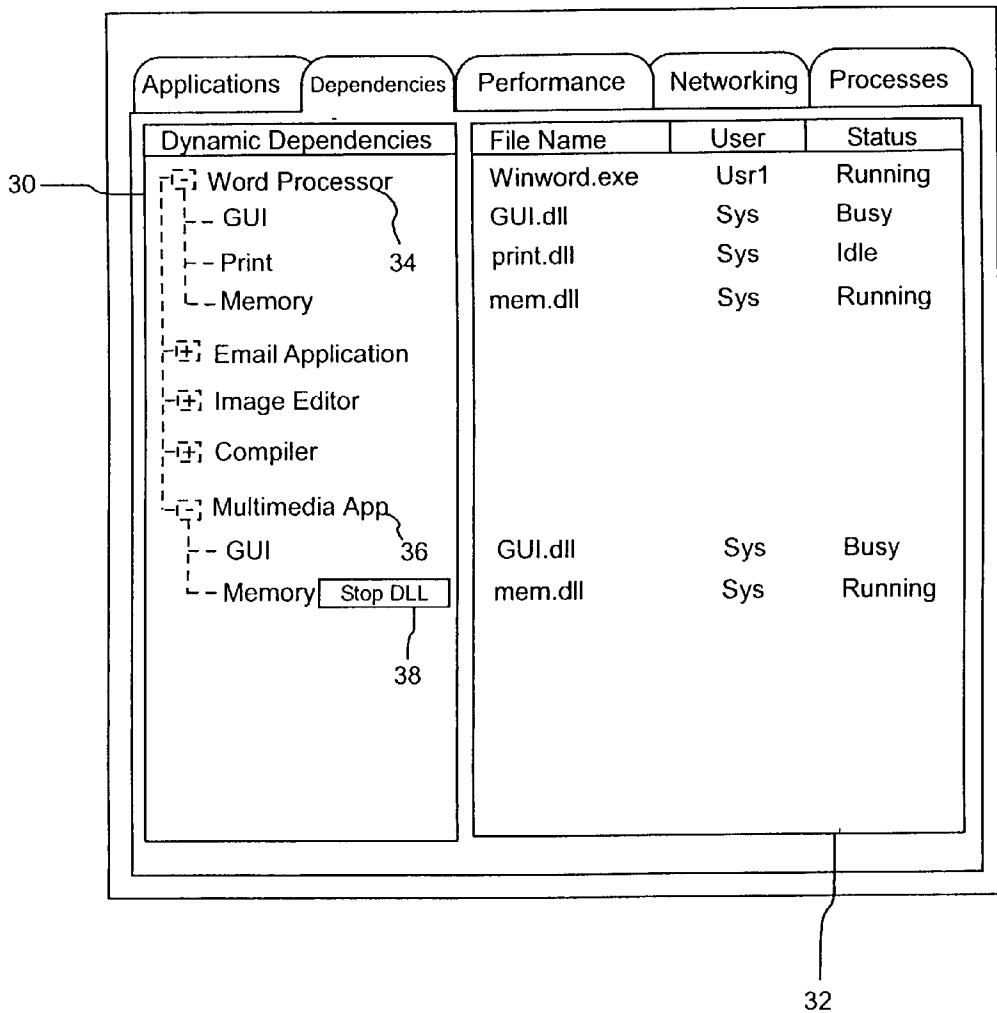 Applications Dependencies Performance Networking Processes
Dynamic Dependencies File Name User Status
30 Word Processor Winword.exe Usr1 Running
GUI GUI.dll Sys Busy
Print 34 print.dll Sys Idle
Memory mem.dll Sys Running
Email Application
Image Editor
Compiler
Multimedia App
GUI 36 GUI.dll Sys Busy
Memory Stop DLL mem.dll Sys Running
38
32